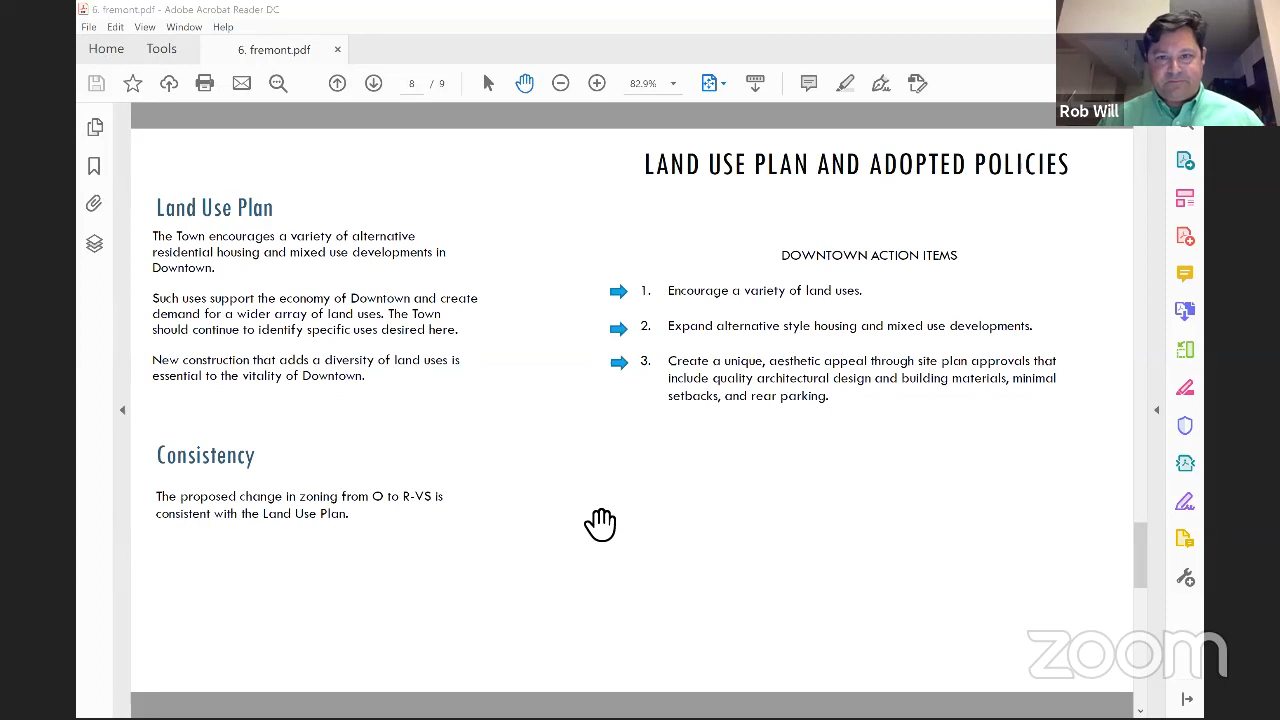 6. fremont.pdf - Adobe Acrobat Reader DC
File Edit View Window Help
Home Tools 6. fremont.pdf ×
8 / 9 82.9%
Rob Will
LAND USE PLAN AND ADOPTED POLICIES
Land Use Plan
The Town encourages a variety of alternative
residential housing and mixed use developments in
Downtown.
Such uses support the economy of Downtown and create
demand for a wider array of land uses. The Town
should continue to identify specific uses desired here.
New construction that adds a diversity of land uses is
essential to the vitality of Downtown.
Consistency
The proposed change in zoning from O to R-VS is
consistent with the Land Use Plan.
DOWNTOWN ACTION ITEMS
1. Encourage a variety of land uses.
2. Expand alternative style housing and mixed use developments.
3. Create a unique, aesthetic appeal through site plan approvals that
include quality architectural design and building materials, minimal
setbacks, and rear parking.
zoom